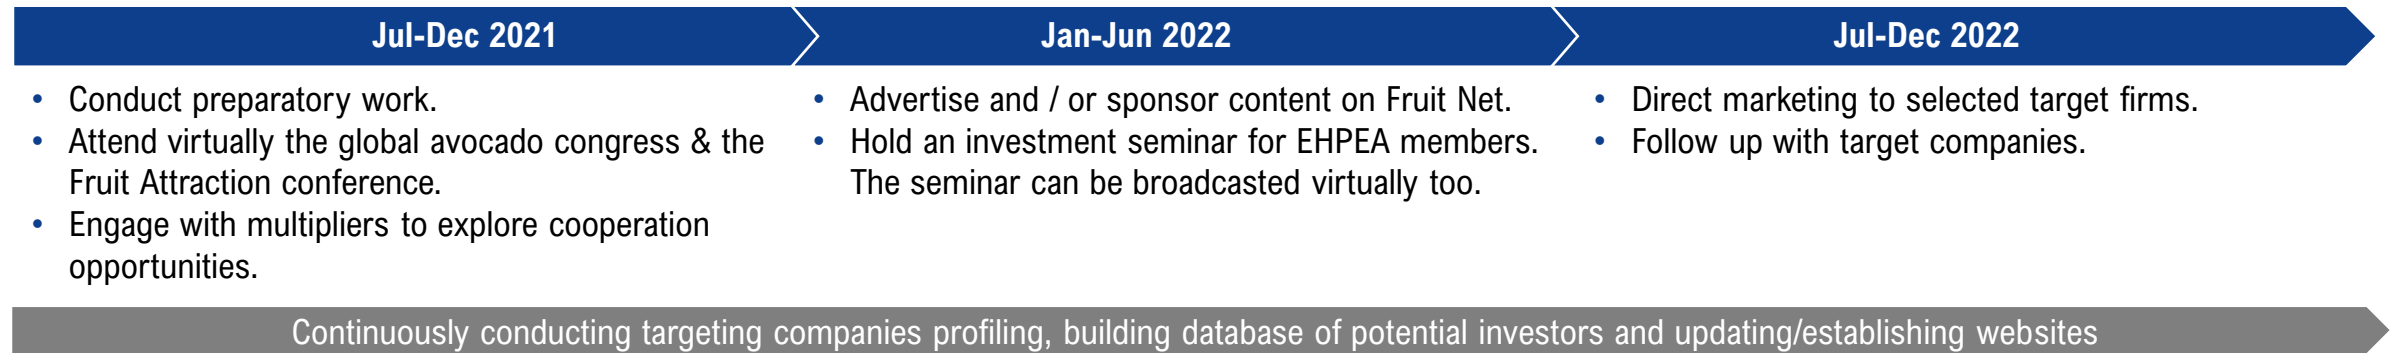 Jul-Dec 2021
Jan-Jun 2022
Jul-Dec 2022
• Conduct preparatory work.
• Attend virtually the global avocado congress & the
Fruit Attraction conference.
• Engage with multipliers to explore cooperation
opportunities.
• Advertise and / or sponsor content on Fruit Net.
• Hold an investment seminar for EHPEA members.
The seminar can be broadcasted virtually too.
• Direct marketing to selected target firms.
• Follow up with target companies.
Continuously conducting targeting companies profiling, building database of potential investors and updating/establishing websites